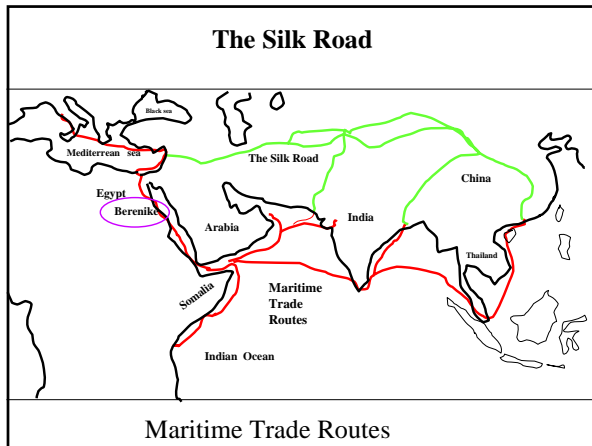 The Silk Road
Black sea
Mediterrean sea
The Silk Road
China
Egypt
Berenike
India
Arabia
Thailand
Somalia
Maritime
Trade
Routes
Indian Ocean
Maritime Trade Routes